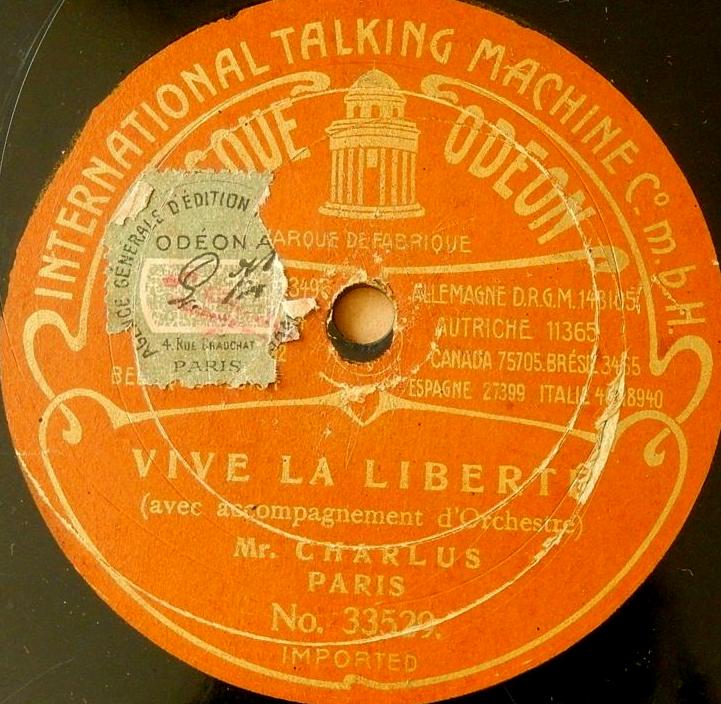 INTERNATIONAL TALKING MACHINE Co. m.b.H.
ODEON
MARQUE DE FABRIQUE
AGENCE GÉNÉRALE D'ÉDITION
ODÉON
4. RUE
PARIS
ALLEMAGNE D.R.G.M.
AUTRICHE 11365
CANADA 75705. BRÉSIL 3465
ESPAGNE 27399 ITALIE
VIVE LA LIBERTÉ
(avec accompagnement d'Orchestre)
Mr. CHARLUS
PARIS
No. 33529.
IMPORTED